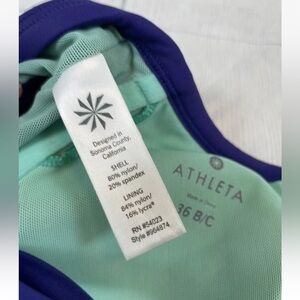 Designed in
Sonoma County,
California
SHELL
80% nylon/
20% spandex
LINING
84% nylon/
16% lycra®
RN #54023
Style #964874
ATHLETA
36 B/C